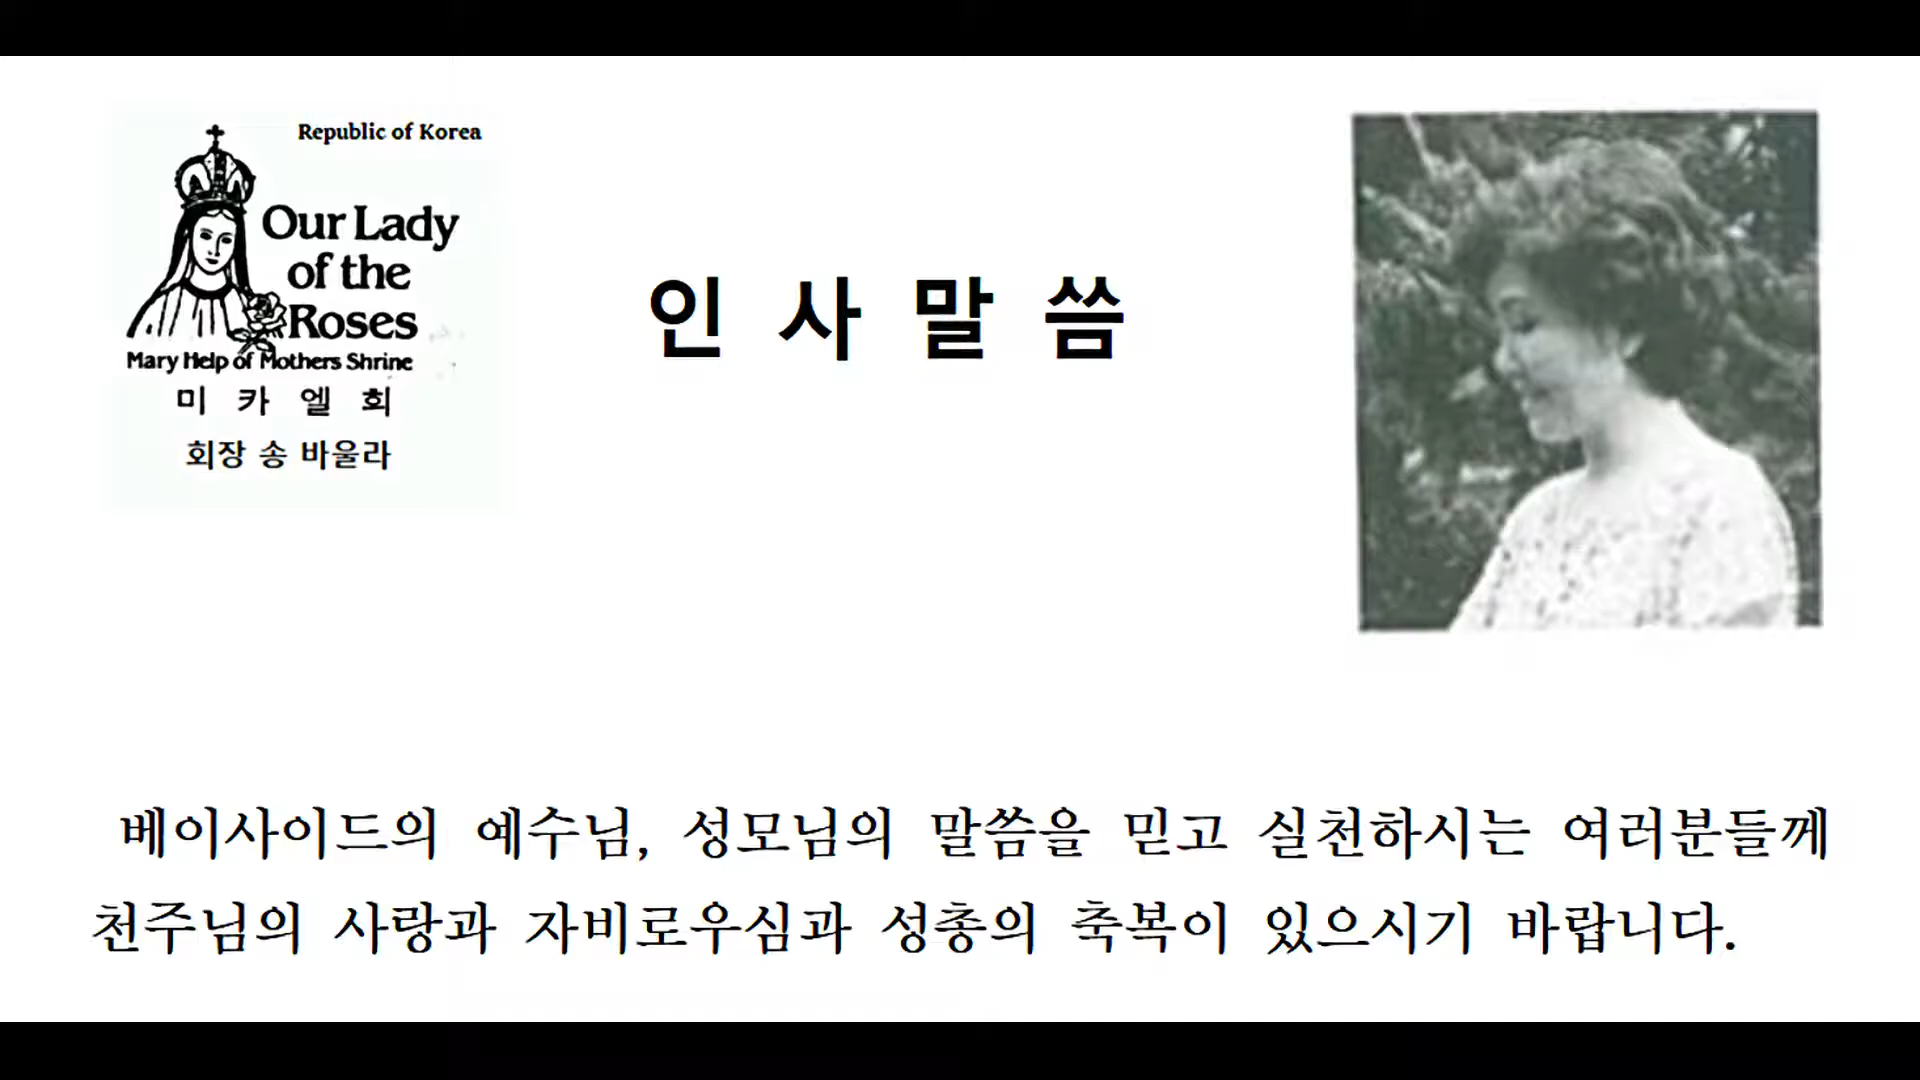 Republic of Korea
Our Lady
of the
Roses
Mary Help of Mothers Shrine
미 카 엘 회
회장 송 바울라
인 사 말 씀
베이사이드의 예수님, 성모님의 말씀을 믿고 실천하시는 여러분들께
천주님의 사랑과 자비로우심과 성총의 축복이 있으시기 바랍니다.